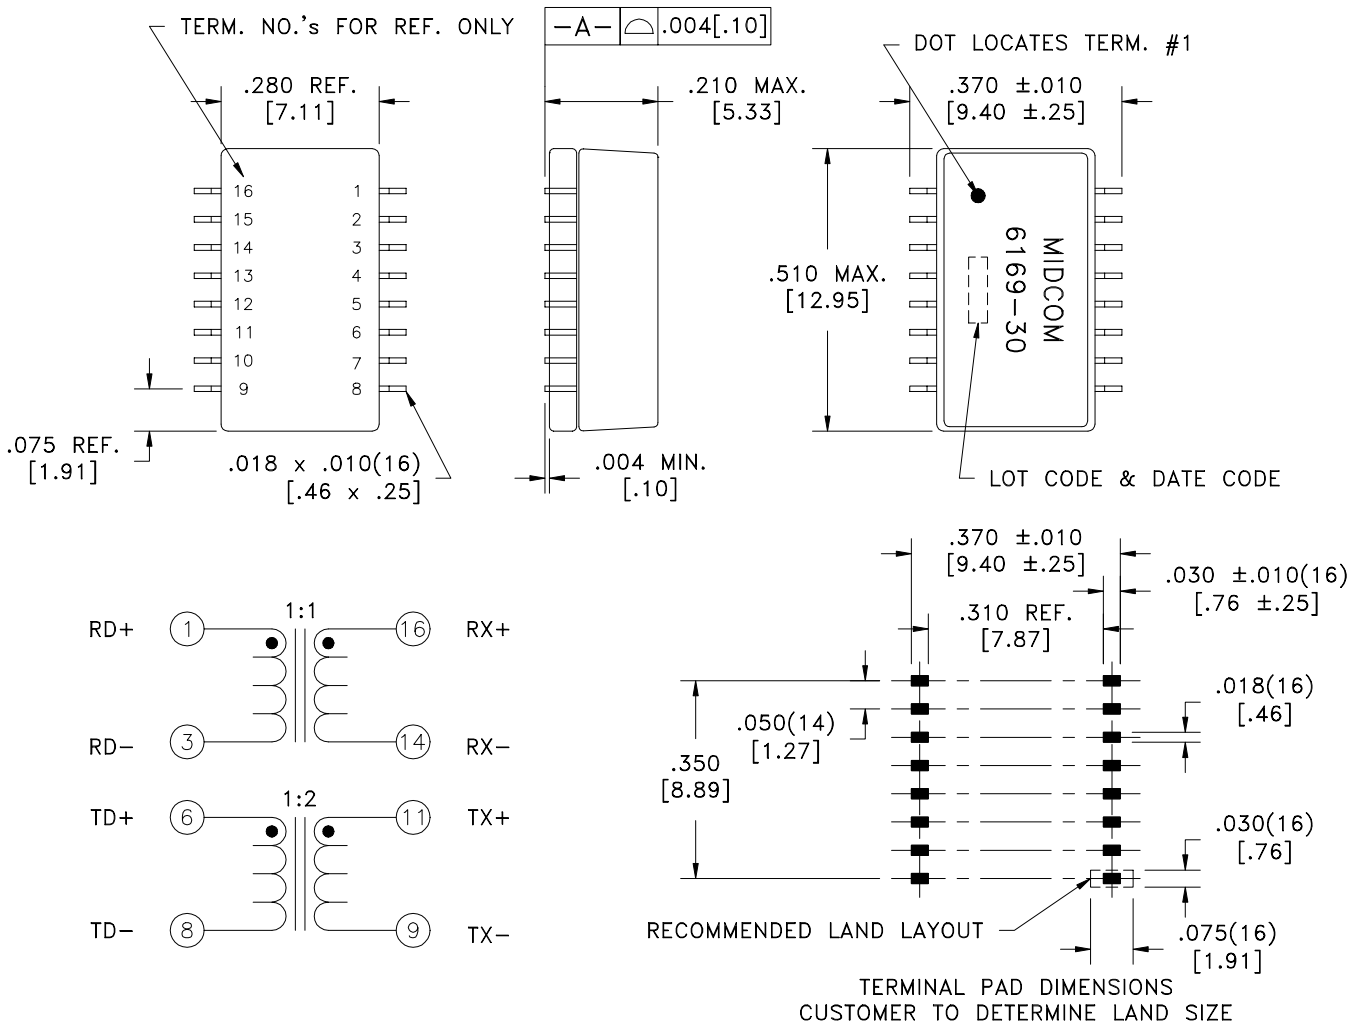 TERM. NO.'s FOR REF. ONLY
-A- ⌓ .004[.10]
DOT LOCATES TERM. #1
.280 REF.
[7.11]
.210 MAX.
[5.33]
.370 ±.010
[9.40 ±.25]
16 1
15 2
14 3
13 4
12 5
11 6
10 7
9 8
.510 MAX.
[12.95]
MIDCOM
6169-30
.075 REF.
[1.91]
.018 x .010(16)
[.46 x .25]
.004 MIN.
[.10]
LOT CODE & DATE CODE
1:1
RD+ 1 16 RX+
RD- 3 14 RX-
1:2
TD+ 6 11 TX+
TD- 8 9 TX-
.370 ±.010
[9.40 ±.25]
.030 ±.010(16)
[.76 ±.25]
.310 REF.
[7.87]
.018(16)
[.46]
.050(14)
[1.27]
.350
[8.89]
.030(16)
[.76]
RECOMMENDED LAND LAYOUT
.075(16)
[1.91]
TERMINAL PAD DIMENSIONS
CUSTOMER TO DETERMINE LAND SIZE